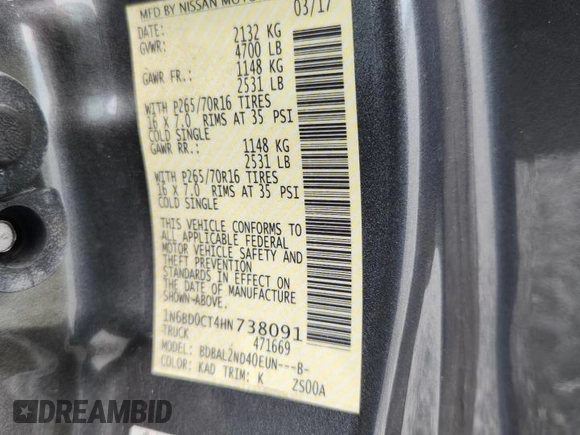 MFD BY NISSAN MOTOR
DATE: 03/17
GVWR: 2132 KG
4700 LB
GAWR FR.: 1148 KG
2531 LB
WITH P265/70R16 TIRES
16 X 7.0 RIMS AT 35 PSI
COLD SINGLE
GAWR RR.: 1148 KG
2531 LB
WITH P265/70R16 TIRES
16 X 7.0 RIMS AT 35 PSI
COLD SINGLE
THIS VEHICLE CONFORMS TO
ALL APPLICABLE FEDERAL
MOTOR VEHICLE SAFETY AND
THEFT PREVENTION
STANDARDS IN EFFECT ON
THE DATE OF MANUFACTURE
SHOWN-ABOVE.
1N6BD0CT4HN738091
TRUCK 471669
MODEL: BDBAL2ND40EUN---B-
COLOR: KAD TRIM: K ZS00A
DREAMBID